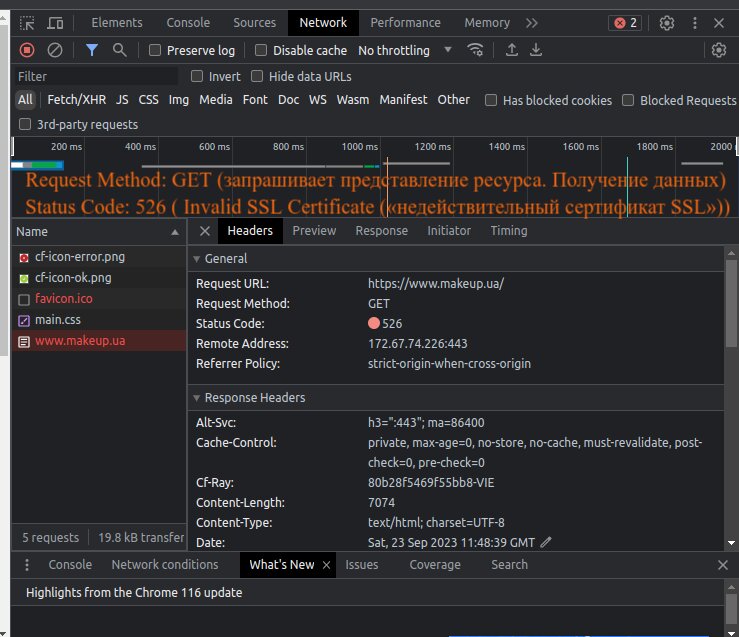 Elements Console Sources Network Performance Memory 2
Preserve log Disable cache No throttling
Filter Invert Hide data URLs
All Fetch/XHR JS CSS Img Media Font Doc WS Wasm Manifest Other Has blocked cookies Blocked Requests
3rd-party requests
200 ms 400 ms 600 ms 800 ms 1000 ms 1200 ms 1400 ms 1600 ms 1800 ms 2000
Request Method: GET (запрашивает представление ресурса. Получение данных)
Status Code: 526 ( Invalid SSL Certificate («недействительный сертификат SSL»))
Name
Headers Preview Response Initiator Timing
cf-icon-error.png
cf-icon-ok.png
favicon.ico
main.css
www.makeup.ua
General
Request URL: https://www.makeup.ua/
Request Method: GET
Status Code: 526
Remote Address: 172.67.74.226:443
Referrer Policy: strict-origin-when-cross-origin
Response Headers
Alt-Svc: h3=":443"; ma=86400
Cache-Control: private, max-age=0, no-store, no-cache, must-revalidate, post-
check=0, pre-check=0
Cf-Ray: 80b28f5469f55bb8-VIE
Content-Length: 7074
Content-Type: text/html; charset=UTF-8
Date: Sat, 23 Sep 2023 11:48:39 GMT
5 requests 19.8 kB transfer
Console Network conditions What's New Issues Coverage Search
Highlights from the Chrome 116 update